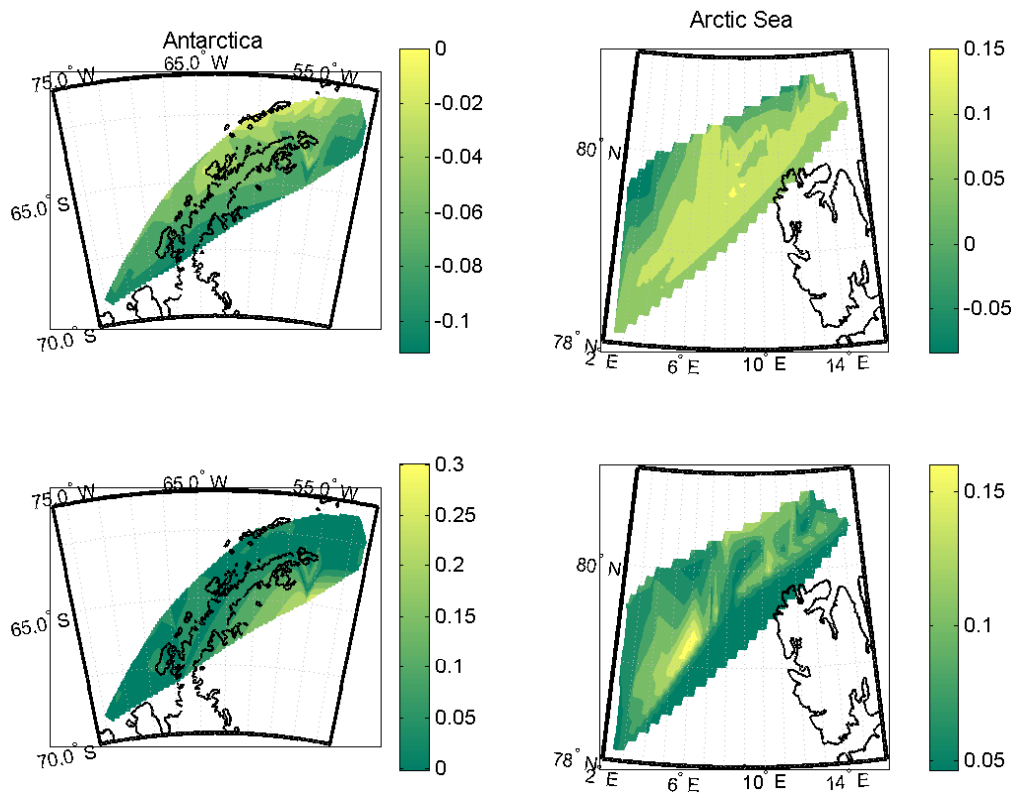 Antarctica
75.0° W
65.0° W
55.0° W
65.0° S
70.0° S
0
-0.02
-0.04
-0.06
-0.08
-0.1
Arctic Sea
80° N
78° N
2° E
6° E
10° E
14° E
0.15
0.1
0.05
0
-0.05
75.0° W
65.0° W
55.0° W
65.0° S
70.0° S
0.3
0.25
0.2
0.15
0.1
0.05
0
80° N
78° N
2° E
6° E
10° E
14° E
0.15
0.1
0.05